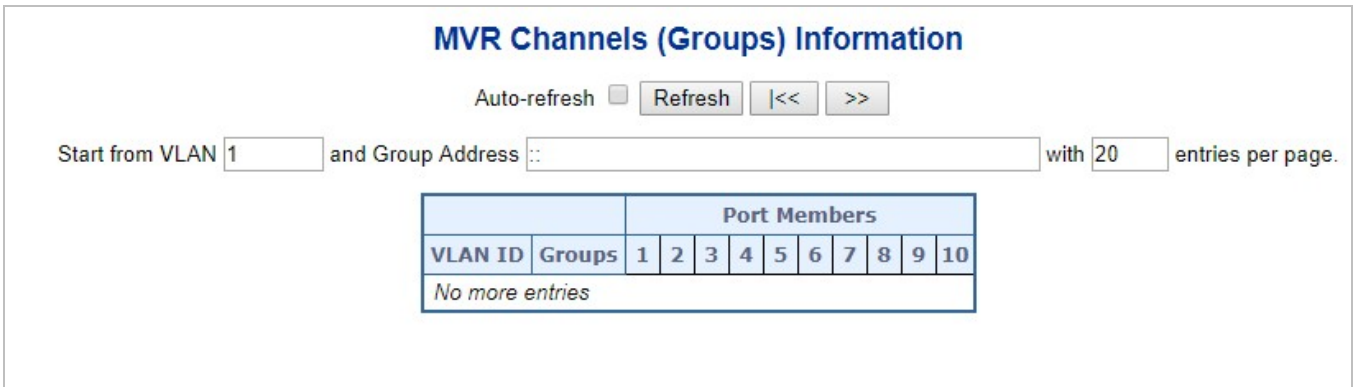 MVR Channels (Groups) Information
Auto-refresh Refresh |<< >>
Start from VLAN 1 and Group Address :: with 20 entries per page.
Port Members
VLAN ID Groups 1 2 3 4 5 6 7 8 9 10
No more entries